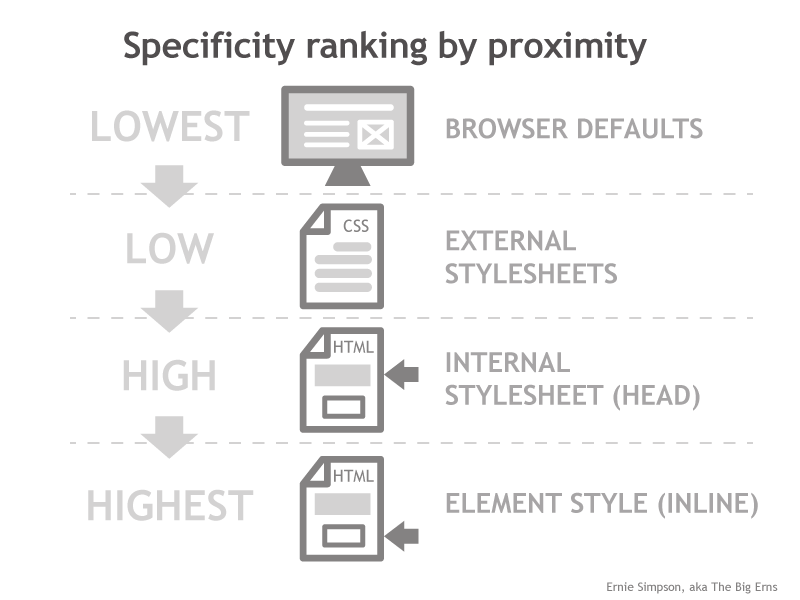 Specificity ranking by proximity
LOWEST
BROWSER DEFAULTS
CSS
LOW
EXTERNAL
STYLESHEETS
HTML
HIGH
INTERNAL
STYLESHEET (HEAD)
HTML
HIGHEST
ELEMENT STYLE (INLINE)
Ernie Simpson, aka The Big Erns